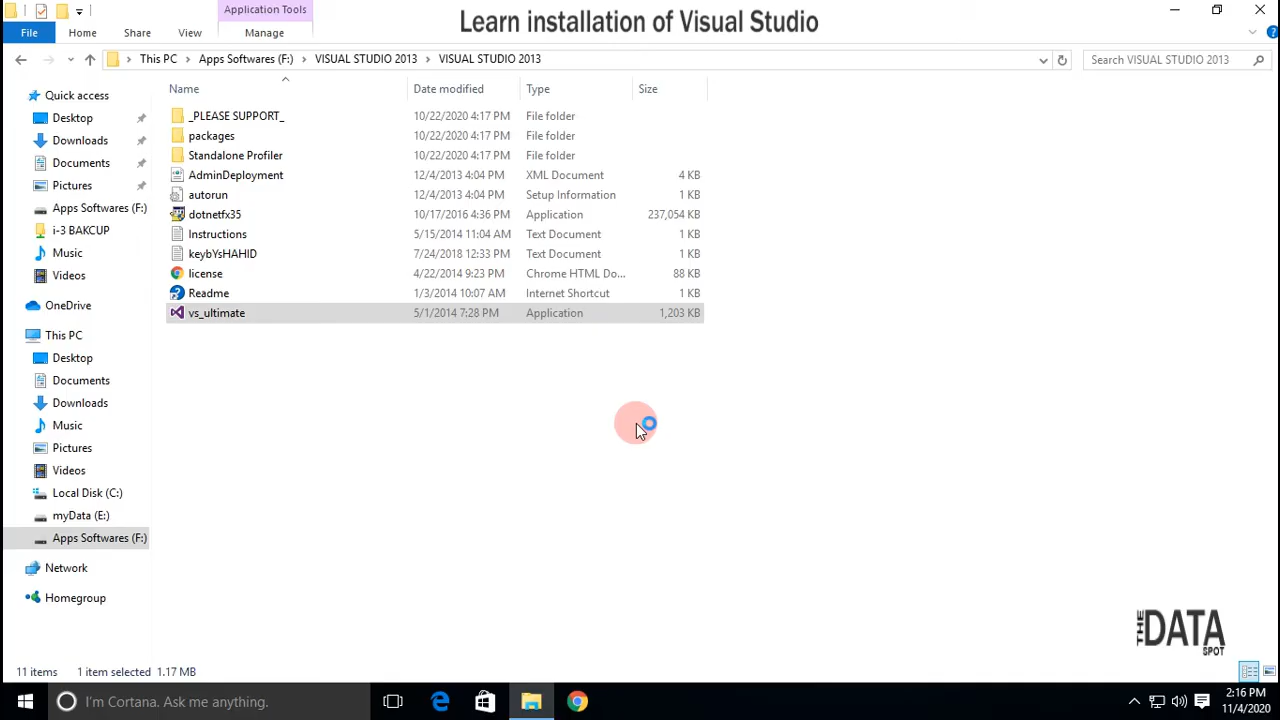 Application Tools
Learn installation of Visual Studio
File Home Share View Manage
This PC Apps Softwares (F:) VISUAL STUDIO 2013 VISUAL STUDIO 2013 Search VISUAL STUDIO 2013
Name Date modified Type Size
_PLEASE SUPPORT_ 10/22/2020 4:17 PM File folder
packages 10/22/2020 4:17 PM File folder
Standalone Profiler 10/22/2020 4:17 PM File folder
AdminDeployment 12/4/2013 4:04 PM XML Document 4 KB
autorun 12/4/2013 4:04 PM Setup Information 1 KB
dotnetfx35 10/17/2016 4:36 PM Application 237,054 KB
Instructions 5/15/2014 11:04 AM Text Document 1 KB
keybYsHAHID 7/24/2018 12:33 PM Text Document 1 KB
license 4/22/2014 9:23 PM Chrome HTML Do... 88 KB
Readme 1/3/2014 10:07 AM Internet Shortcut 1 KB
vs_ultimate 5/1/2014 7:28 PM Application 1,203 KB
Quick access
Desktop
Downloads
Documents
Pictures
Apps Softwares (F:)
i-3 BAKCUP
Music
Videos
OneDrive
This PC
Desktop
Documents
Downloads
Music
Pictures
Videos
Local Disk (C:)
myData (E:)
Apps Softwares (F:)
Network
Homegroup
THE DATA
SPOT
11 items 1 item selected 1.17 MB
I'm Cortana. Ask me anything.
2:16 PM
11/4/2020